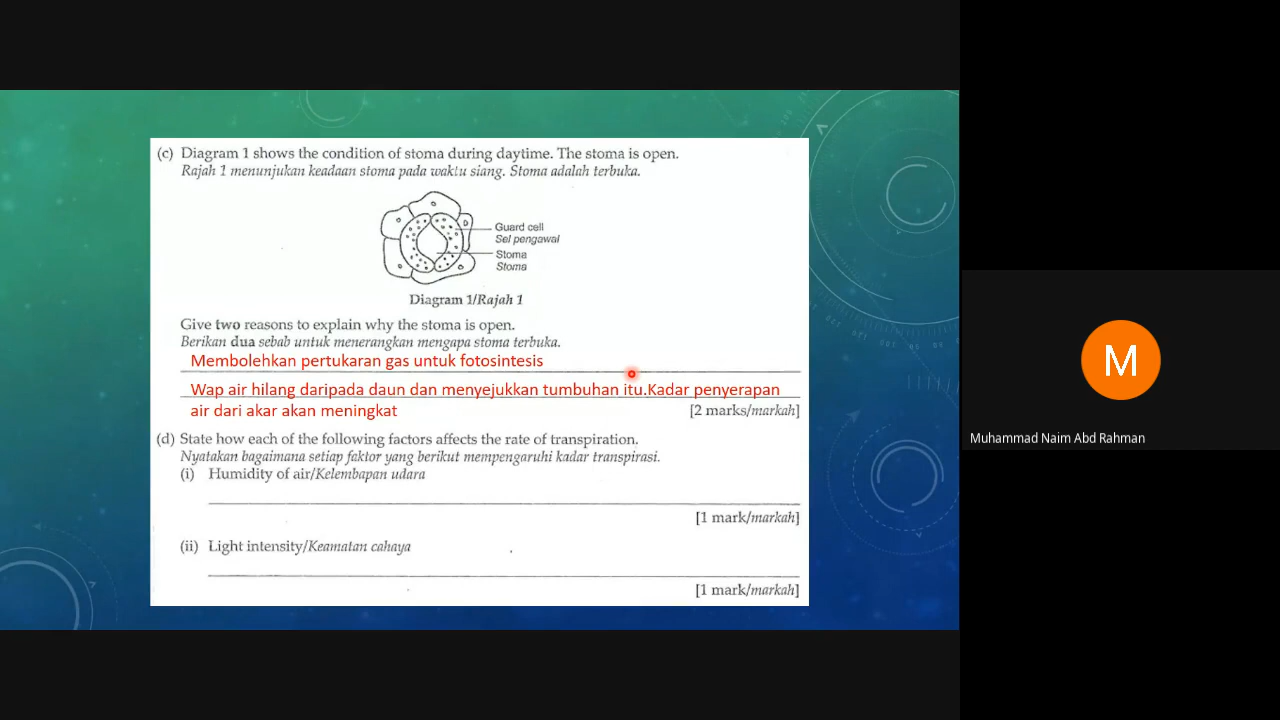 (c) Diagram 1 shows the condition of stoma during daytime. The stoma is open.
Rajah 1 menunjukan keadaan stoma pada waktu siang. Stoma adalah terbuka.
Guard cell
Sel pengawal
Stoma
Stoma
Diagram 1/Rajah 1
Give two reasons to explain why the stoma is open.
Berikan dua sebab untuk menerangkan mengapa stoma terbuka.
Membolehkan pertukaran gas untuk fotosintesis
Wap air hilang daripada daun dan menyejukkan tumbuhan itu.Kadar penyerapan
air dari akar akan meningkat
[2 marks/markah]
(d) State how each of the following factors affects the rate of transpiration.
Nyatakan bagaimana setiap faktor yang berikut mempengaruhi kadar transpirasi.
(i) Humidity of air/Kelembapan udara
[1 mark/markah]
(ii) Light intensity/Keamatan cahaya
[1 mark/markah]
M
Muhammad Naim Abd Rahman